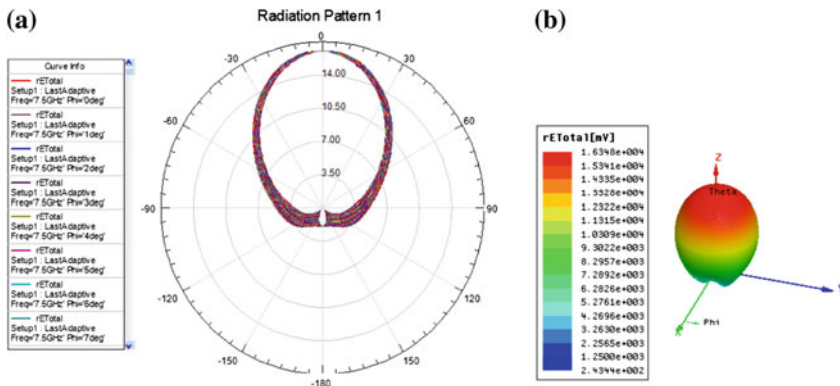 (a)
Radiation Pattern 1
Curve Info
rETotal
Setup1 : LastAdaptive
Freq='7.5GHz' Phi='0deg'
rETotal
Setup1 : LastAdaptive
Freq='7.5GHz' Phi='1deg'
rETotal
Setup1 : LastAdaptive
Freq='7.5GHz' Phi='2deg'
rETotal
Setup1 : LastAdaptive
Freq='7.5GHz' Phi='3deg'
rETotal
Setup1 : LastAdaptive
Freq='7.5GHz' Phi='4deg'
rETotal
Setup1 : LastAdaptive
Freq='7.5GHz' Phi='5deg'
rETotal
Setup1 : LastAdaptive
Freq='7.5GHz' Phi='6deg'
rETotal
Setup1 : LastAdaptive
Freq='7.5GHz' Phi='7deg'
0
-30
30
14.00
-60
60
10.50
7.00
3.50
-90
90
-120
120
-150
150
-180
(b)
rETotal[mV]
1.6348e+004
1.5341e+004
1.4335e+004
1.3328e+004
1.2322e+004
1.1315e+004
1.0309e+004
9.3022e+003
8.2957e+003
7.2892e+003
6.2826e+003
5.2761e+003
4.2696e+003
3.2630e+003
2.2565e+003
1.2500e+003
2.4344e+002
Z
Theta
Phi
X